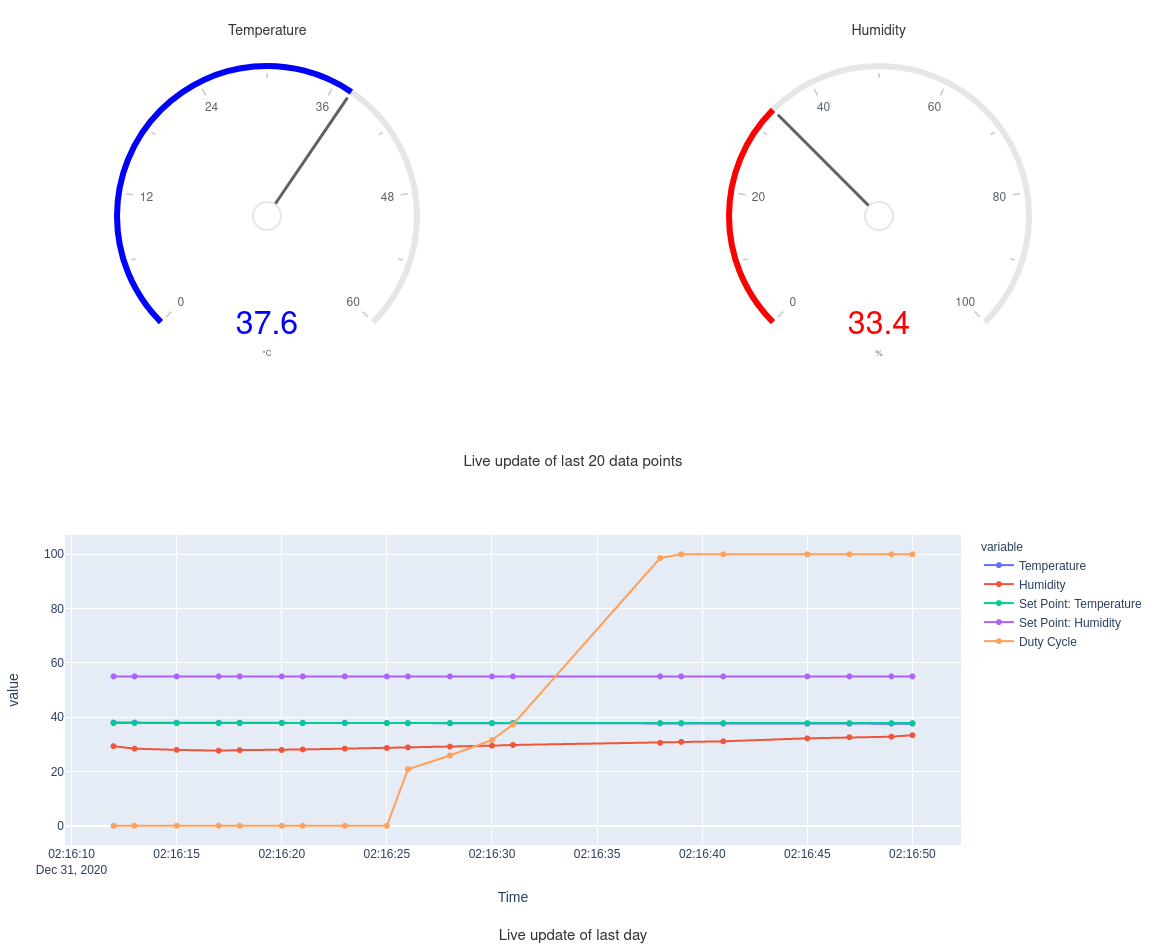 Temperature
Humidity
24
36
12
48
0
60
37.6
°C
40
60
20
80
0
100
33.4
%
Live update of last 20 data points
variable
Temperature
Humidity
Set Point: Temperature
Set Point: Humidity
Duty Cycle
value
100
80
60
40
20
0
02:16:10
Dec 31, 2020
02:16:15
02:16:20
02:16:25
02:16:30
02:16:35
02:16:40
02:16:45
02:16:50
Time
Live update of last day